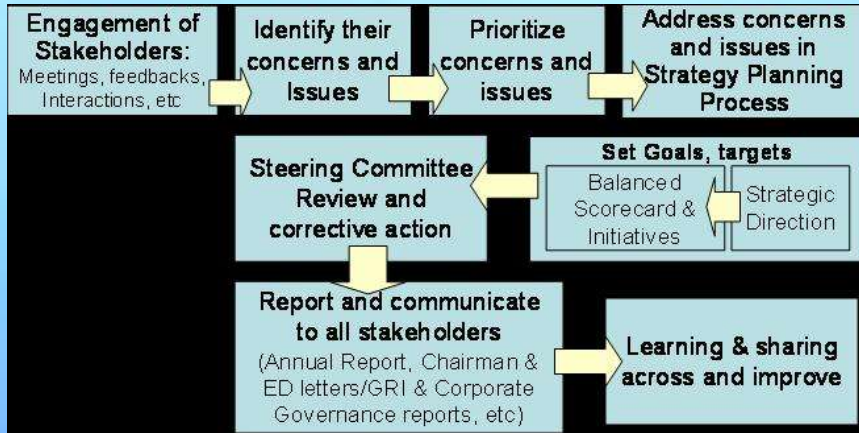 Engagement of
Stakeholders:
Meetings, feedbacks,
Interactions, etc
Identify their
concerns and
Issues
Prioritize
concerns and
issues
Address concerns
and issues in
Strategy Planning
Process
Set Goals, targets
Balanced
Scorecard &
Initiatives
Strategic
Direction
Steering Committee
Review and
corrective action
Report and communicate
to all stakeholders
(Annual Report, Chairman &
ED letters/GRI & Corporate
Governance reports, etc)
Learning & sharing
across and improve